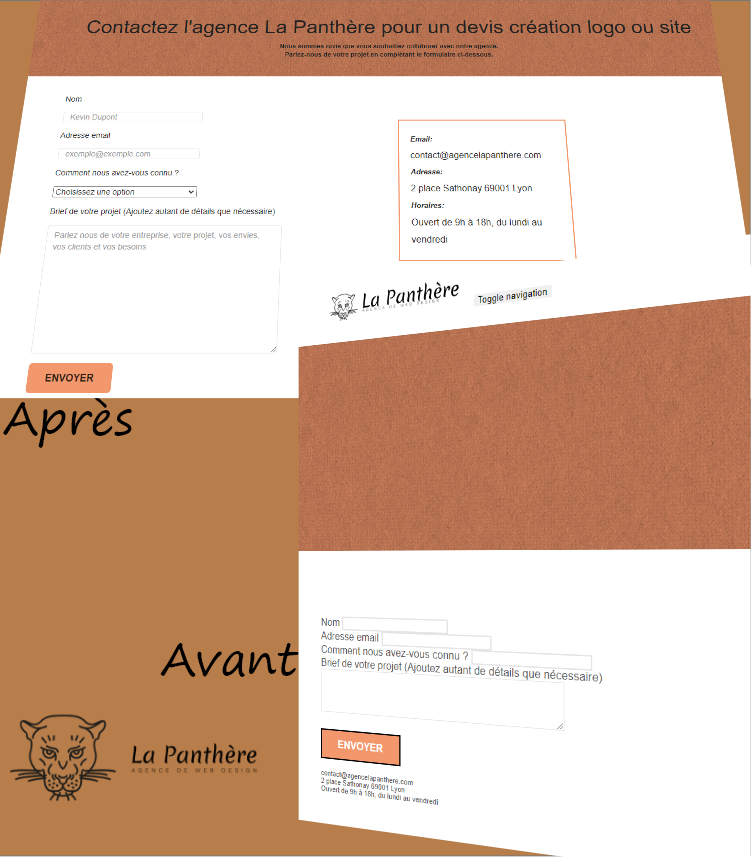 Contactez l'agence La Panthère pour un devis création logo ou site
Nous sommes ravis que vous souhaitiez collaborer avec notre agence.
Parlez-nous de votre projet en complétant le formulaire ci-dessous.
Nom
Kevin Dupont
Adresse email
exemple@exemple.com
Comment nous avez-vous connu ?
Choisissez une option
Brief de votre projet (Ajoutez autant de détails que nécessaire)
Parlez nous de votre entreprise, votre projet, vos envies,
vos clients et vos besoins
ENVOYER
Email:
contact@agencelapanthere.com
Adresse:
2 place Sathonay 69001 Lyon
Horaires:
Ouvert de 9h à 18h, du lundi au
vendredi
Après
La Panthère
AGENCE DE WEB DESIGN
Toggle navigation
Avant
Nom
Adresse email
Comment nous avez-vous connu ?
Brief de votre projet (Ajoutez autant de détails que nécessaire)
ENVOYER
contact@agencelapanthere.com
2 place Sathonay 69001 Lyon
Ouvert de 9h à 18h, du lundi au vendredi
La Panthère
AGENCE DE WEB DESIGN